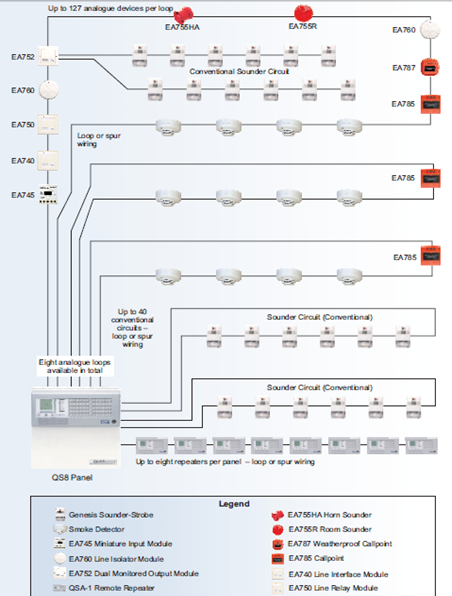 Up to 127 analogue devices per loop
EA755HA
EA755R
EA760
EA752
Conventional Sounder Circuit
EA787
EA760
EA785
EA750
Loop or spur
wiring
EA740
EA785
EA745
EA785
Up to 40
conventional
circuits –
loop or spur
wiring
Sounder Circuit (Conventional)
Eight analogue loops
available in total
Sounder Circuit (Conventional)
Up to eight repeaters per panel – loop or spur wiring
QS8 Panel
Legend
Genesis Sounder-Strobe
Smoke Detector
EA745 Miniature Input Module
EA760 Line Isolator Module
EA752 Dual Monitored Output Module
QSA-1 Remote Repeater
EA755HA Horn Sounder
EA755R Room Sounder
EA787 Weatherproof Callpoint
EA785 Callpoint
EA740 Line Interface Module
EA750 Line Relay Module